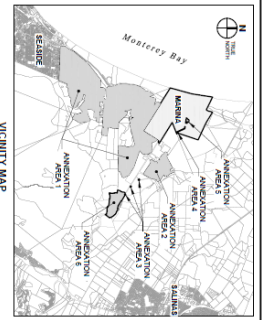 N
TRUE
NORTH
Monterey Bay
MARINA
SEASIDE
SALINAS
ANNEXATION
AREA 5
ANNEXATION
AREA 4
ANNEXATION
AREA 2
ANNEXATION
AREA 3
ANNEXATION
AREA 6
ANNEXATION
AREA 1
VICINITY MAP